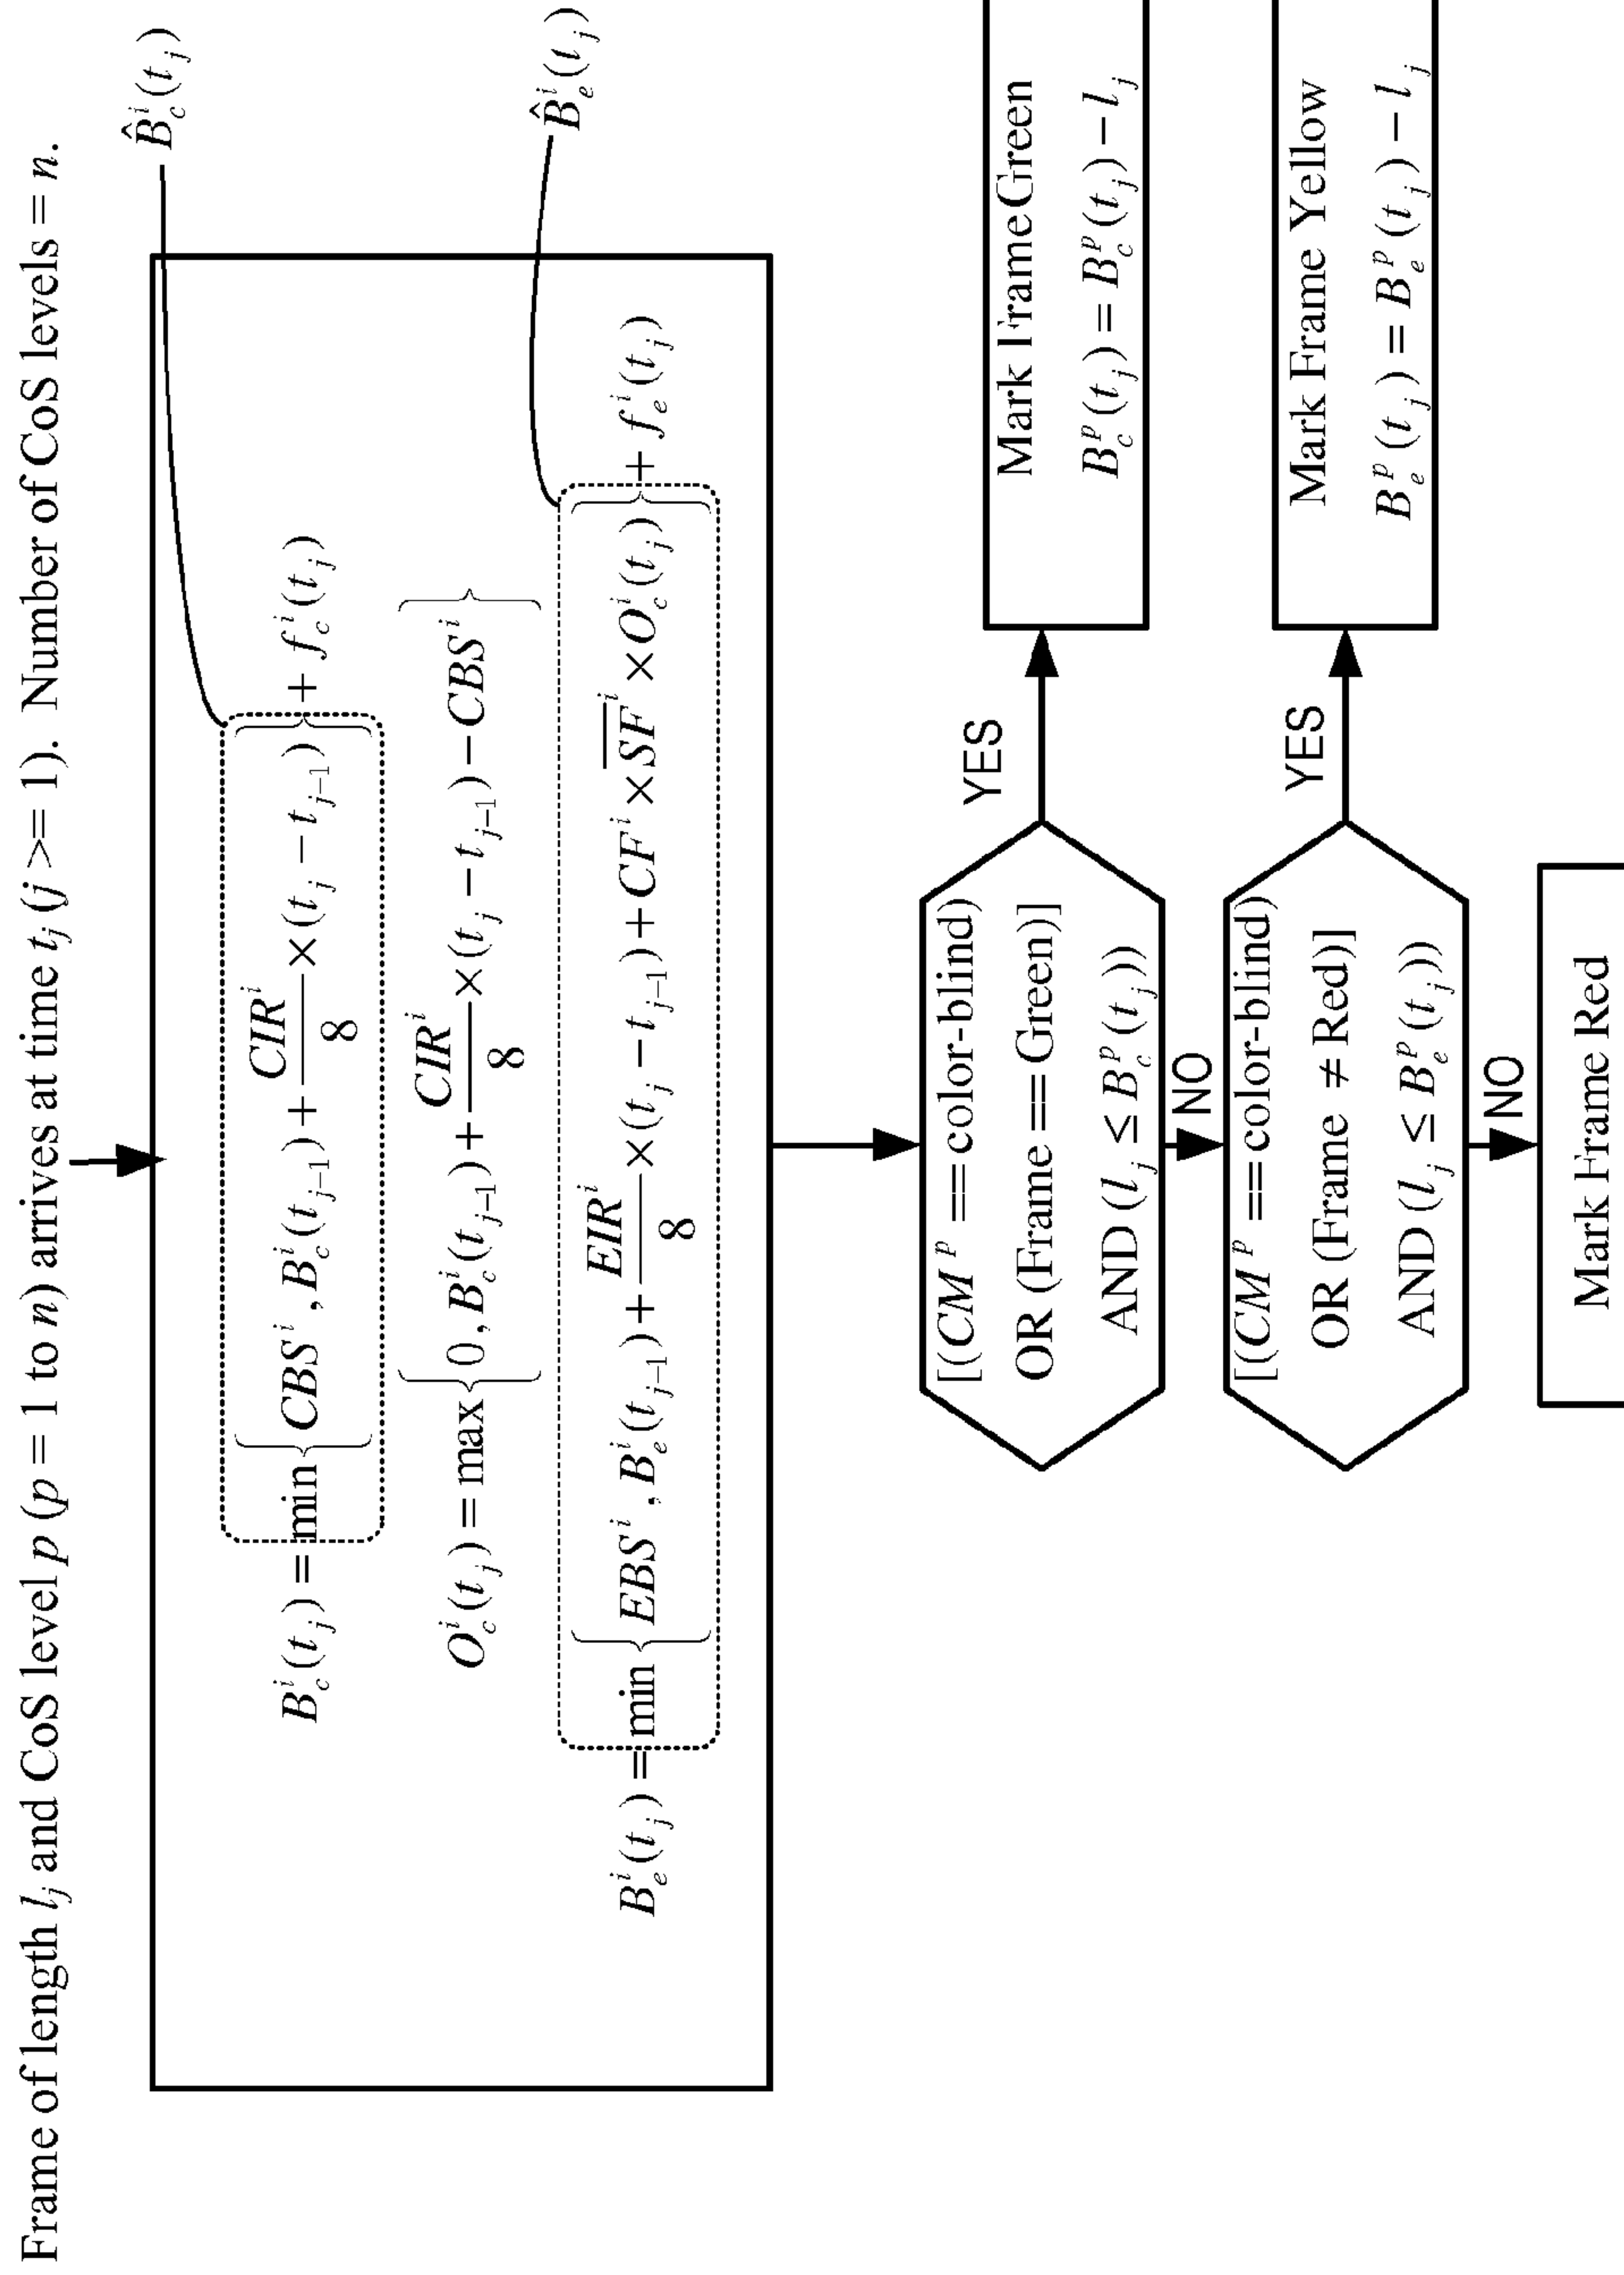 Frame of length l_j and CoS level p (p = 1 to n) arrives at time t_j (j >= 1). Number of CoS levels = n.
B̂_c^i(t_j)
B_c^i(t_j) = min{CBS^i, B_c^i(t_{j−1}) + CIR^i/8 × (t_j − t_{j−1})} + f_c^i(t_j)
O_c^i(t_j) = max{0, B_c^i(t_{j−1}) + CIR^i/8 × (t_j − t_{j−1}) − CBS^i}
B̂_e^i(t_j)
B_e^i(t_j) = min{EBS^i, B_e^i(t_{j−1}) + EIR^i/8 × (t_j − t_{j−1}) + CF^i × S̅F̅^i × O_c^i(t_j)} + f_e^i(t_j)
[(CM^p == color-blind)
OR (Frame == Green)]
AND (l_j ≤ B_c^p(t_j))
YES
Mark Frame Green
B_c^p(t_j) = B_c^p(t_j) − l_j
NO
[(CM^p == color-blind)
OR (Frame ≠ Red)]
AND (l_j ≤ B_e^p(t_j))
YES
Mark Frame Yellow
B_e^p(t_j) = B_e^p(t_j) − l_j
NO
Mark Frame Red